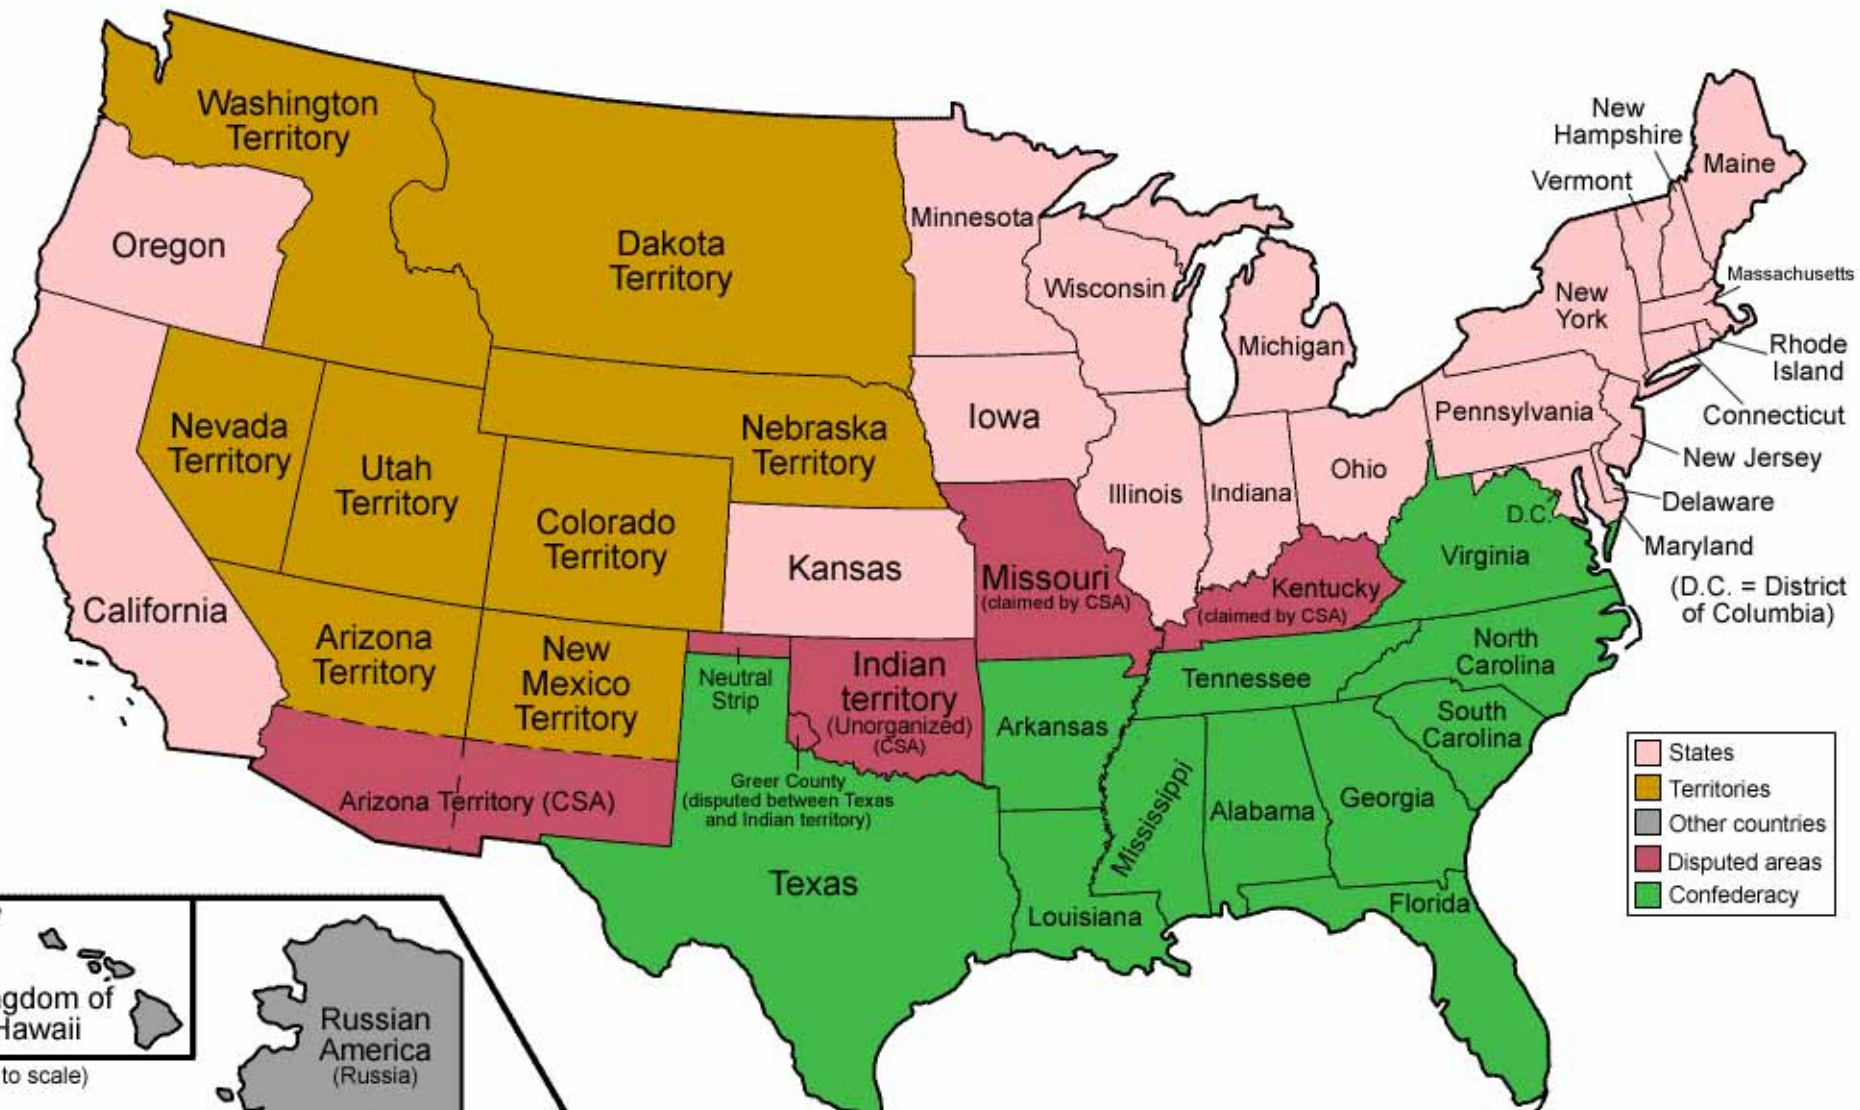 Washington
Territory
Oregon
Dakota
Territory
Minnesota
Wisconsin
Michigan
New
Hampshire
Vermont
Maine
Massachusetts
New
York
Rhode
Island
Connecticut
Pennsylvania
New Jersey
Delaware
Maryland
(D.C. = District
of Columbia)
D.C.
Nevada
Territory
Utah
Territory
Nebraska
Territory
Iowa
Illinois
Indiana
Ohio
Colorado
Territory
Kansas
Missouri
(claimed by CSA)
Kentucky
(claimed by CSA)
Virginia
California
Arizona
Territory
New
Mexico
Territory
Neutral
Strip
Indian
territory
(Unorganized)
(CSA)
Arkansas
Tennessee
North
Carolina
South
Carolina
Arizona Territory (CSA)
Greer County
(disputed between Texas
and Indian territory)
Texas
Louisiana
Mississippi
Alabama
Georgia
Florida
States
Territories
Other countries
Disputed areas
Confederacy
gdom of
Hawaii
to scale)
Russian
America
(Russia)